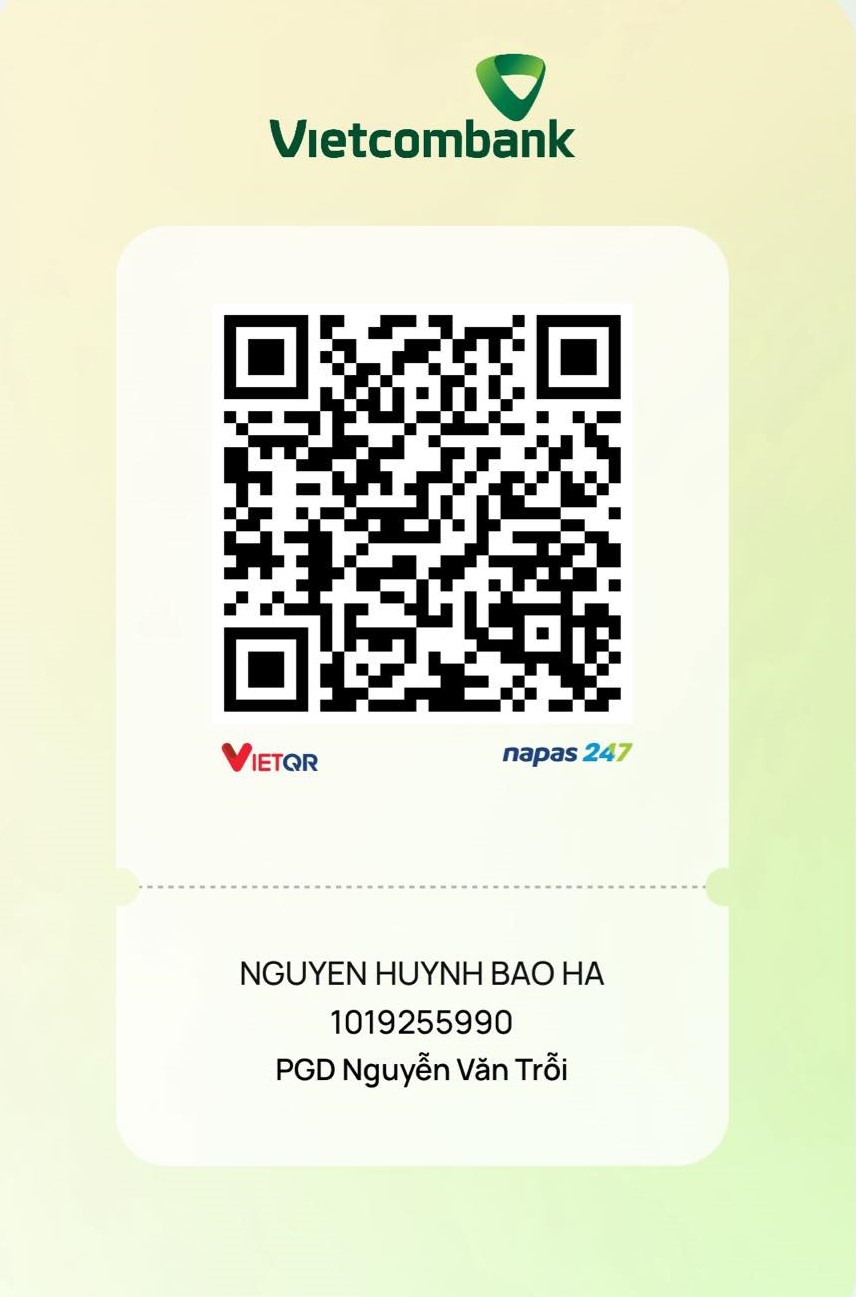 Vietcombank
VIETQR
napas 247
NGUYEN HUYNH BAO HA
1019255990
PGD Nguyễn Văn Trỗi